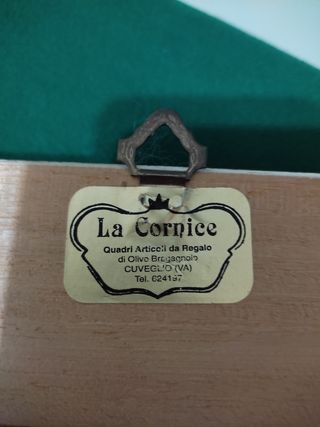 La Cornice
Quadri Articoli da Regalo
di Olivo Bragagnolo
CUVEGLIO (VA)
Tel. 624197